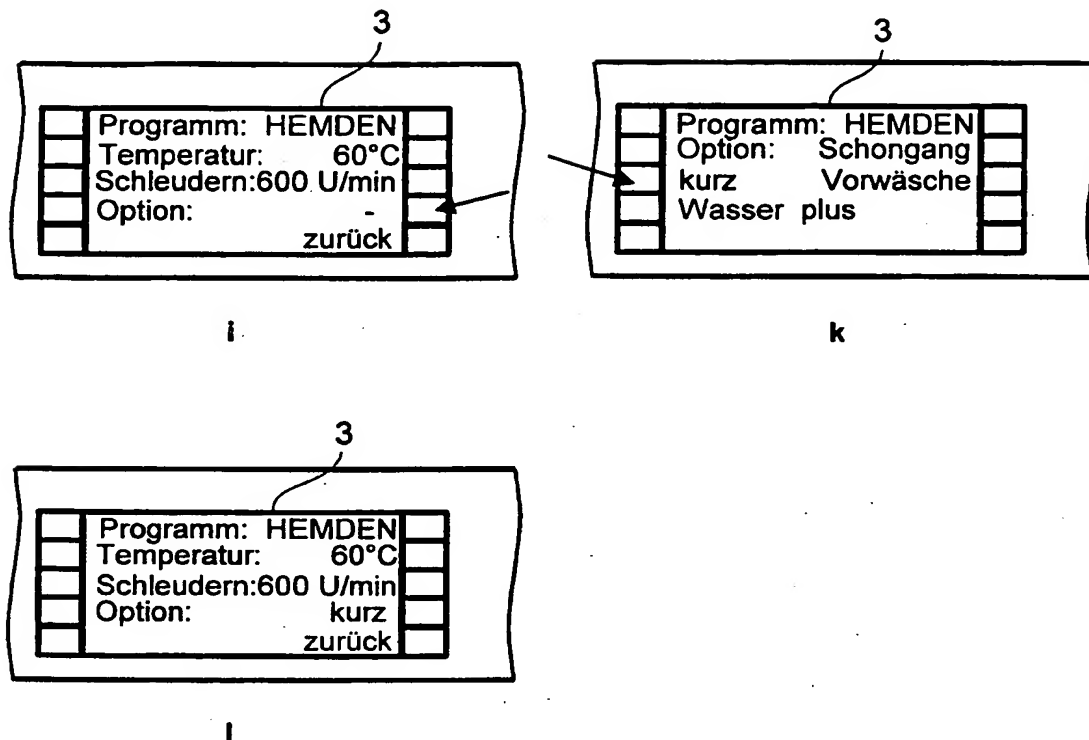 3
Programm: HEMDEN
Temperatur: 60°C
Schleudern:600 U/min
Option: -
zurück
i
3
Programm: HEMDEN
Option: Schongang
kurz Vorwäsche
Wasser plus
k
3
Programm: HEMDEN
Temperatur: 60°C
Schleudern:600 U/min
Option: kurz
zurück
l